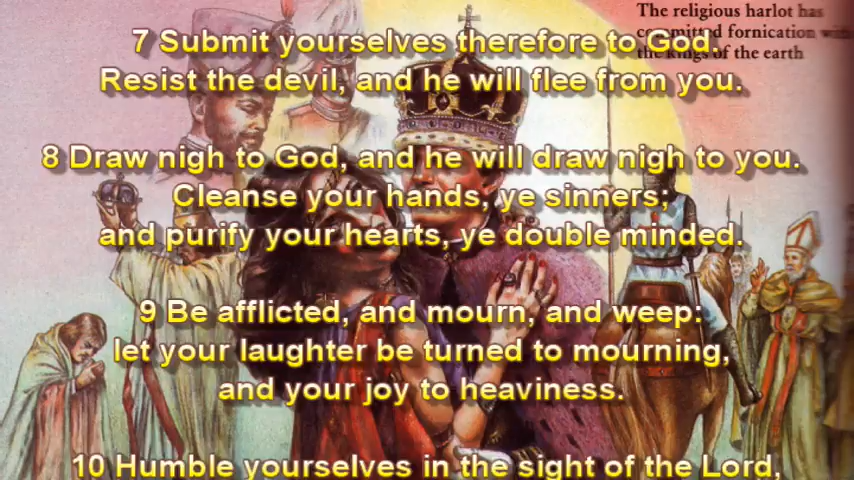 The religious harlot has
committed fornication with
the kings of the earth
7 Submit yourselves therefore to God.
Resist the devil, and he will flee from you.
8 Draw nigh to God, and he will draw nigh to you.
Cleanse your hands, ye sinners;
and purify your hearts, ye double minded.
9 Be afflicted, and mourn, and weep:
let your laughter be turned to mourning,
and your joy to heaviness.
10 Humble yourselves in the sight of the Lord,